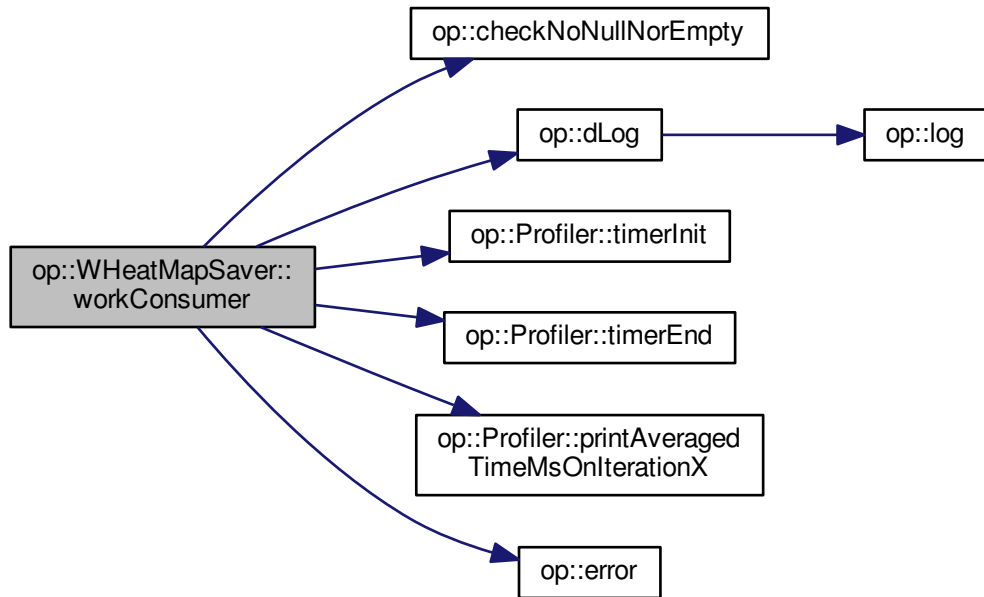 op::checkNoNullNorEmpty
op::dLog
op::log
op::Profiler::timerInit
op::WHeatMapSaver::
workConsumer
op::Profiler::timerEnd
op::Profiler::printAveraged
TimeMsOnIterationX
op::error